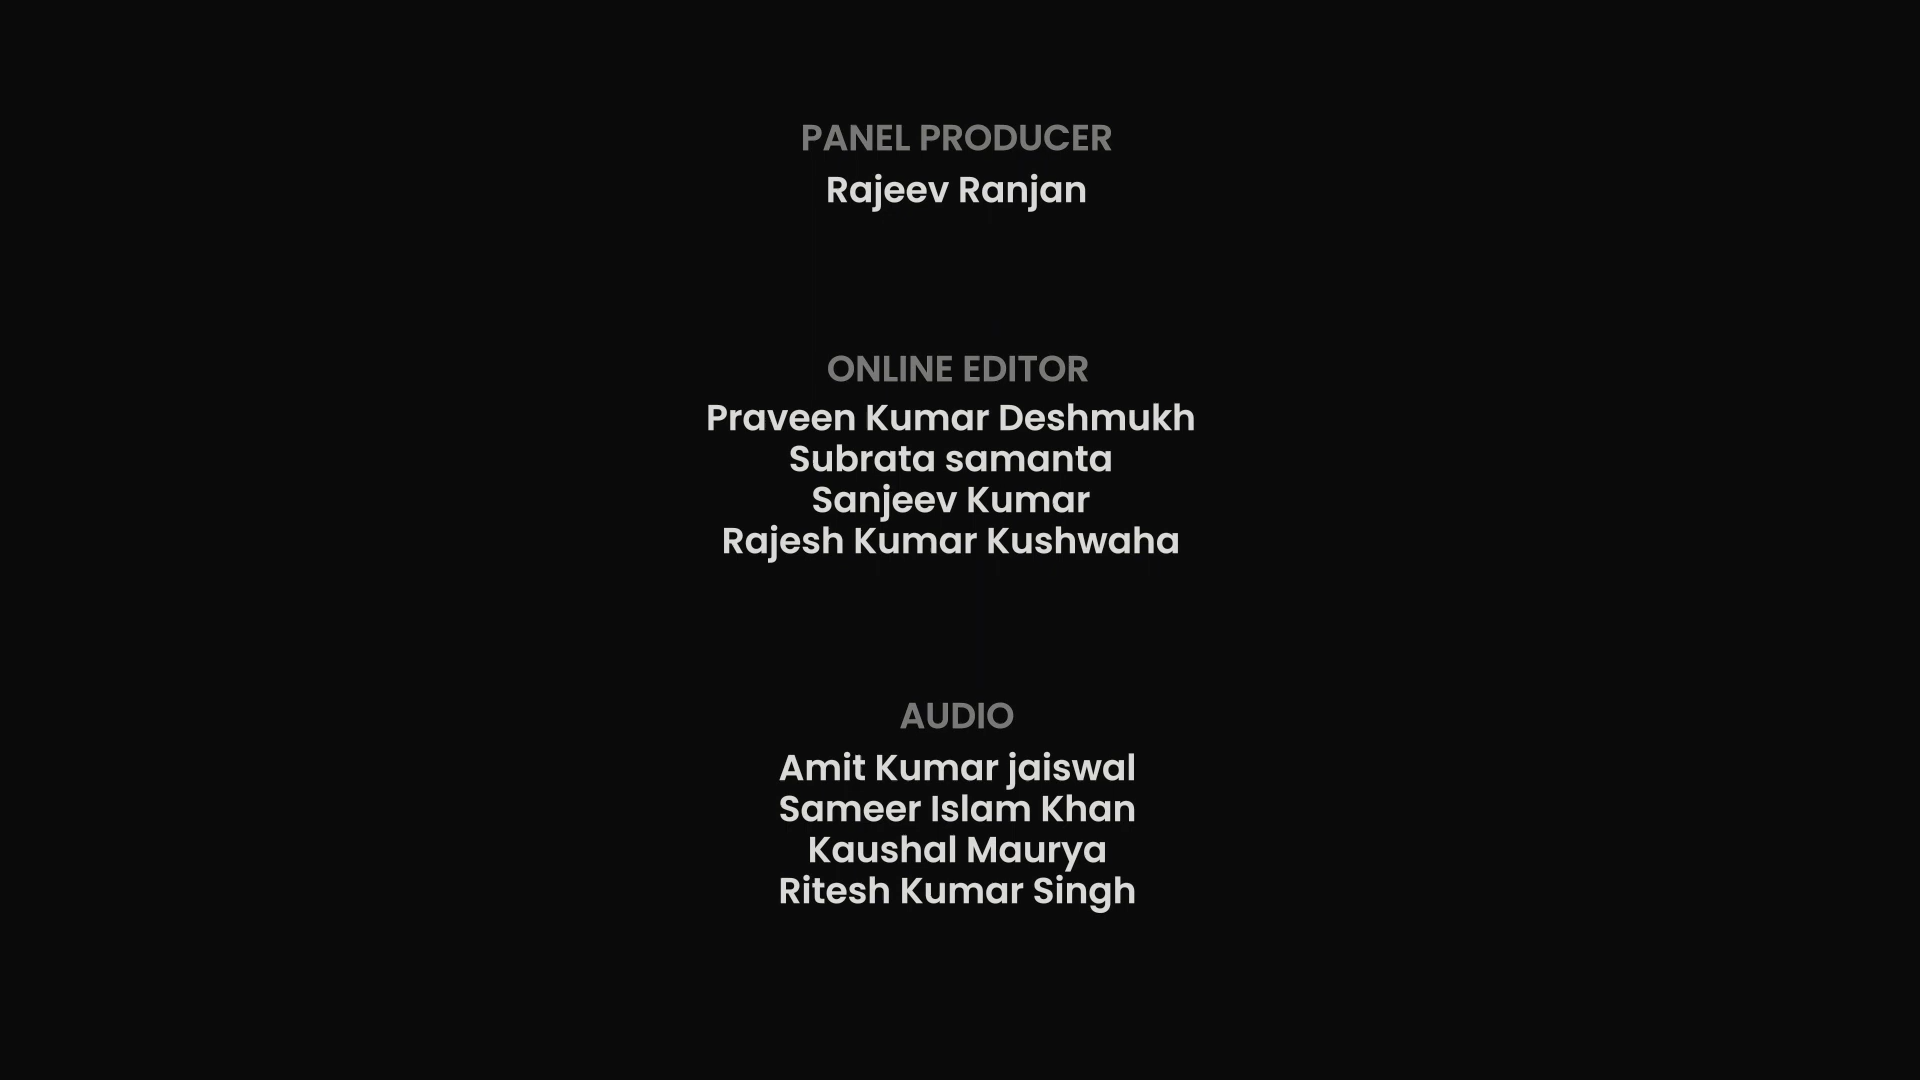 PANEL PRODUCER
Rajeev Ranjan
ONLINE EDITOR
Praveen Kumar Deshmukh
Subrata samanta
Sanjeev Kumar
Rajesh Kumar Kushwaha
AUDIO
Amit Kumar jaiswal
Sameer Islam Khan
Kaushal Maurya
Ritesh Kumar Singh